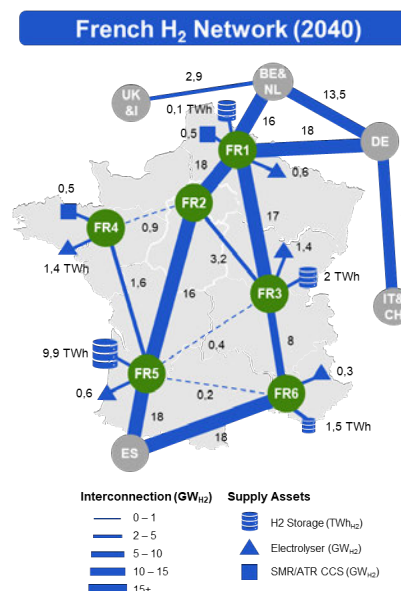 French H₂ Network (2040)
UK
&I
2,9
BE&
NL
13,5
0,1 TWh
16
0,5
18
DE
FR1
0,6
18
FR2
17
0,5
FR4
0,9
1,4 TWh
3,2
1,4
1,6
16
FR3
2 TWh
IT&
CH
0,4
8
9,9 TWh
FR5
0,3
0,6
0,2
FR6
18
1,5 TWh
ES
18
Interconnection (GWH2)
0 – 1
2 – 5
5 – 10
10 – 15
15+
Supply Assets
H2 Storage (TWhH2)
Electrolyser (GWH2)
SMR/ATR CCS (GWH2)